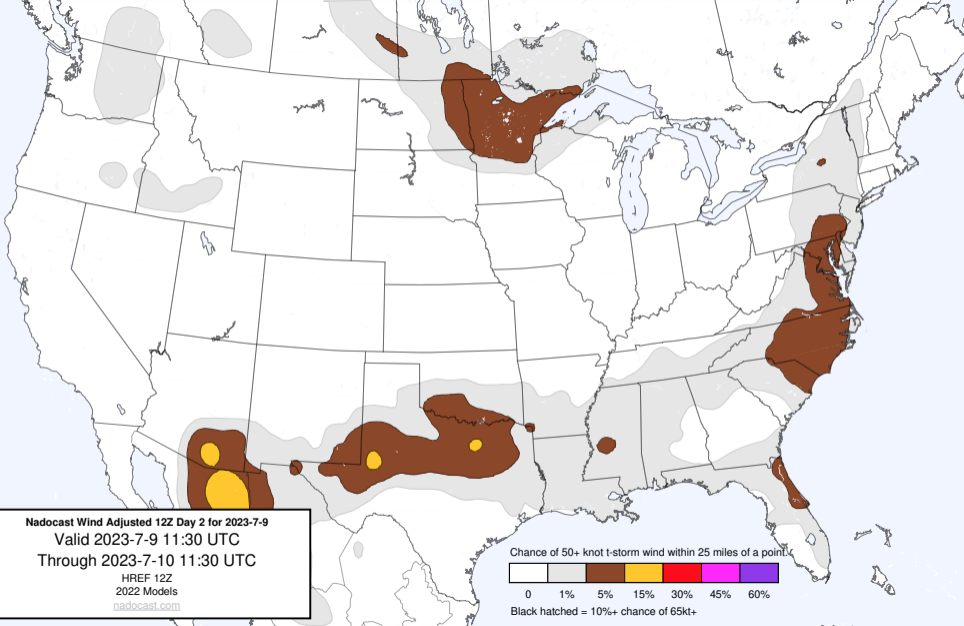 Nadocast Wind Adjusted 12Z Day 2 for 2023-7-9
Valid 2023-7-9 11:30 UTC
Through 2023-7-10 11:30 UTC
HREF 12Z
2022 Models
nadocast.com
Chance of 50+ knot t-storm wind within 25 miles of a point.
0 1% 5% 15% 30% 45% 60%
Black hatched = 10%+ chance of 65kt+